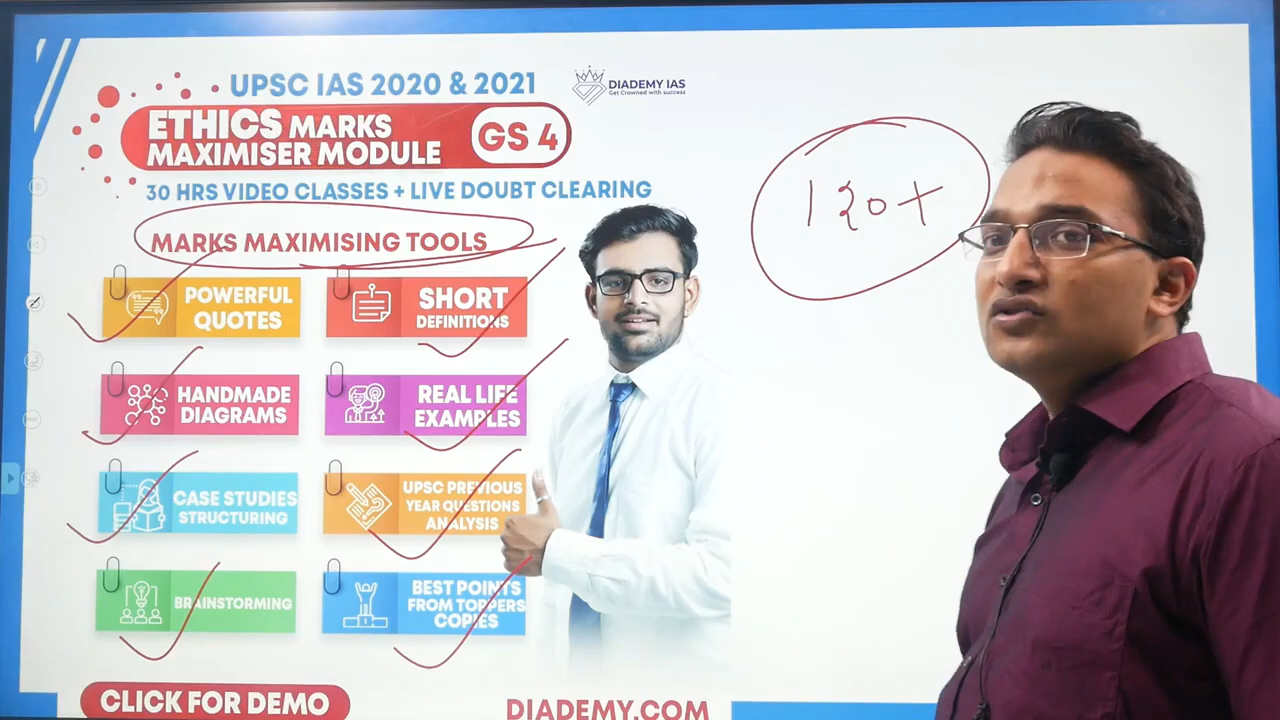 UPSC IAS 2020 & 2021
DIADEMY IAS
Get Crowned with success
ETHICS MARKS
MAXIMISER MODULE
GS 4
30 HRS VIDEO CLASSES + LIVE DOUBT CLEARING
120+
MARKS MAXIMISING TOOLS
POWERFUL
QUOTES
SHORT
DEFINITIONS
HANDMADE
DIAGRAMS
REAL LIFE
EXAMPLES
CASE STUDIES
STRUCTURING
UPSC PREVIOUS
YEAR QUESTIONS
ANALYSIS
BRAINSTORMING
BEST POINTS
FROM TOPPERS
COPIES
CLICK FOR DEMO
DIADEMY.COM